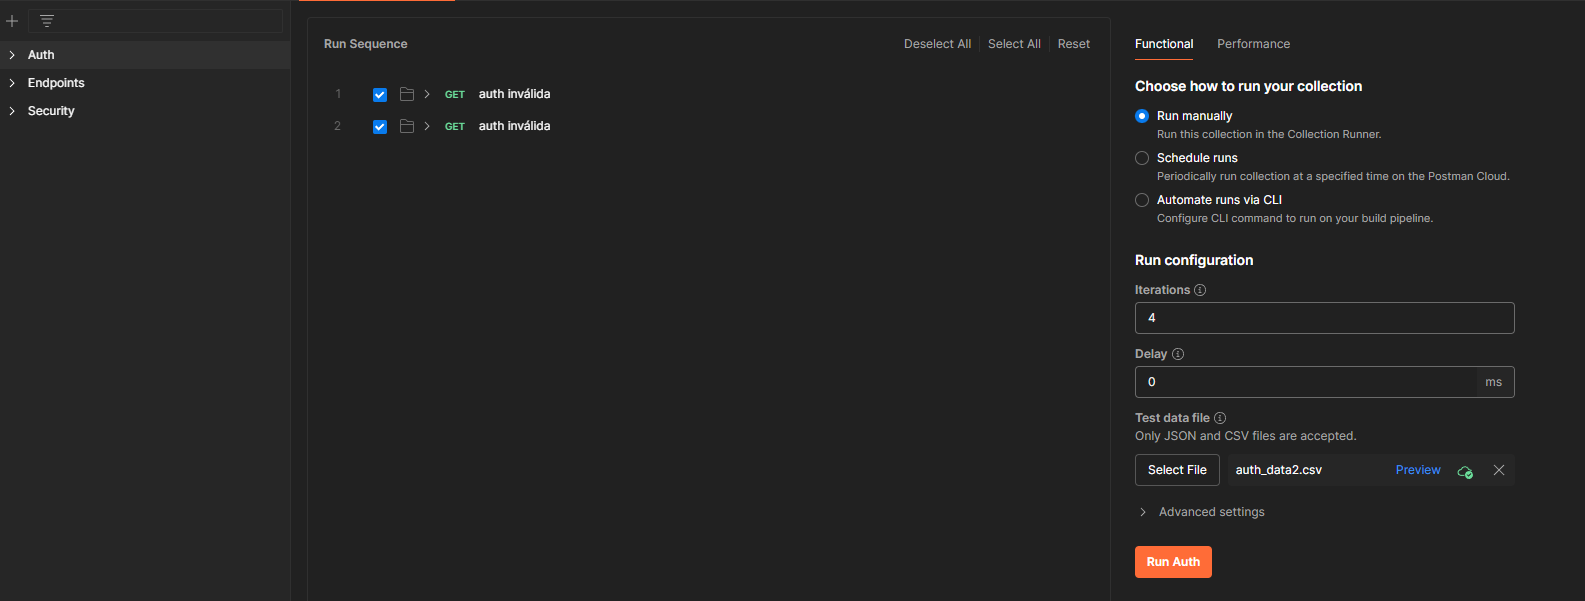 Auth
Endpoints
Security
Run Sequence
Deselect All
Select All
Reset
1 GET auth inválida
2 GET auth inválida
Functional
Performance
Choose how to run your collection
Run manually
Run this collection in the Collection Runner.
Schedule runs
Periodically run collection at a specified time on the Postman Cloud.
Automate runs via CLI
Configure CLI command to run on your build pipeline.
Run configuration
Iterations
4
Delay
0 ms
Test data file
Only JSON and CSV files are accepted.
Select File auth_data2.csv Preview
Advanced settings
Run Auth